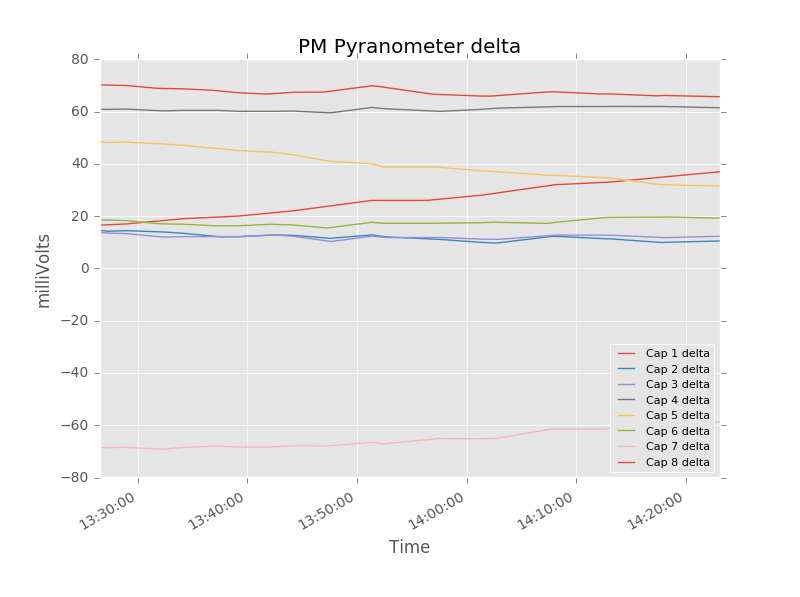 PM Pyranometer delta
80
60
40
20
0
−20
−40
−60
−80
milliVolts
Cap 1 delta
Cap 2 delta
Cap 3 delta
Cap 4 delta
Cap 5 delta
Cap 6 delta
Cap 7 delta
Cap 8 delta
13:30:00
13:40:00
13:50:00
14:00:00
14:10:00
14:20:00
Time